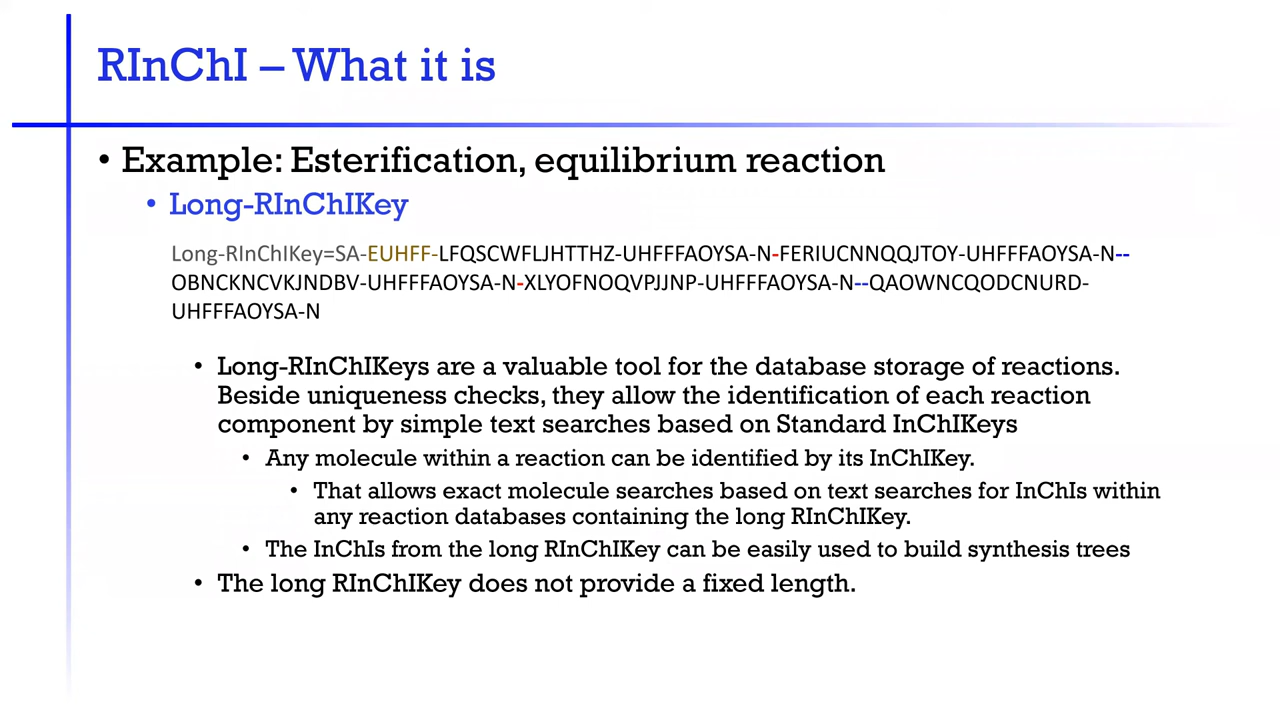 RInChI – What it is
• Example: Esterification, equilibrium reaction
• Long-RInChIKey
Long-RInChIKey=SA-EUHFF-LFQSCWFLJHTTHZ-UHFFFAOYSA-N-FERIUCNNQQJTOY-UHFFFAOYSA-N--
OBNCKNCVKJNDBV-UHFFFAOYSA-N-XLYOFNOQVPJJNP-UHFFFAOYSA-N--QAOWNCQODCNURD-
UHFFFAOYSA-N
• Long-RInChIKeys are a valuable tool for the database storage of reactions.
Beside uniqueness checks, they allow the identification of each reaction
component by simple text searches based on Standard InChIKeys
• Any molecule within a reaction can be identified by its InChIKey.
• That allows exact molecule searches based on text searches for InChIs within
any reaction databases containing the long RInChIKey.
• The InChIs from the long RInChIKey can be easily used to build synthesis trees
• The long RInChIKey does not provide a fixed length.